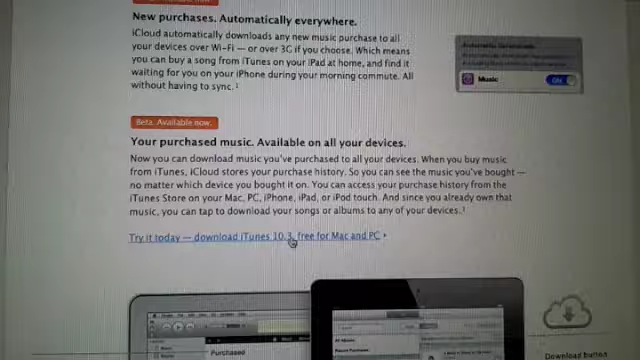 New purchases. Automatically everywhere.
iCloud automatically downloads any new music purchase to all
your devices over Wi-Fi — or over 3G if you choose. Which means
you can buy a song from iTunes on your iPad at home, and find it
waiting for you on your iPhone during your morning commute. All
without having to sync.
Music
ON
Beta. Available now.
Your purchased music. Available on all your devices.
Now you can download music you've purchased to all your devices. When you buy music
from iTunes, iCloud stores your purchase history. So you can see the music you've bought —
no matter which device you bought it on. You can access your purchase history from the
iTunes Store on your Mac, PC, iPhone, iPad, or iPod touch. And since you already own that
music, you can tap to download your songs or albums to any of your devices.
Try it today — download iTunes 10.3, free for Mac and PC
Purchased
Download button